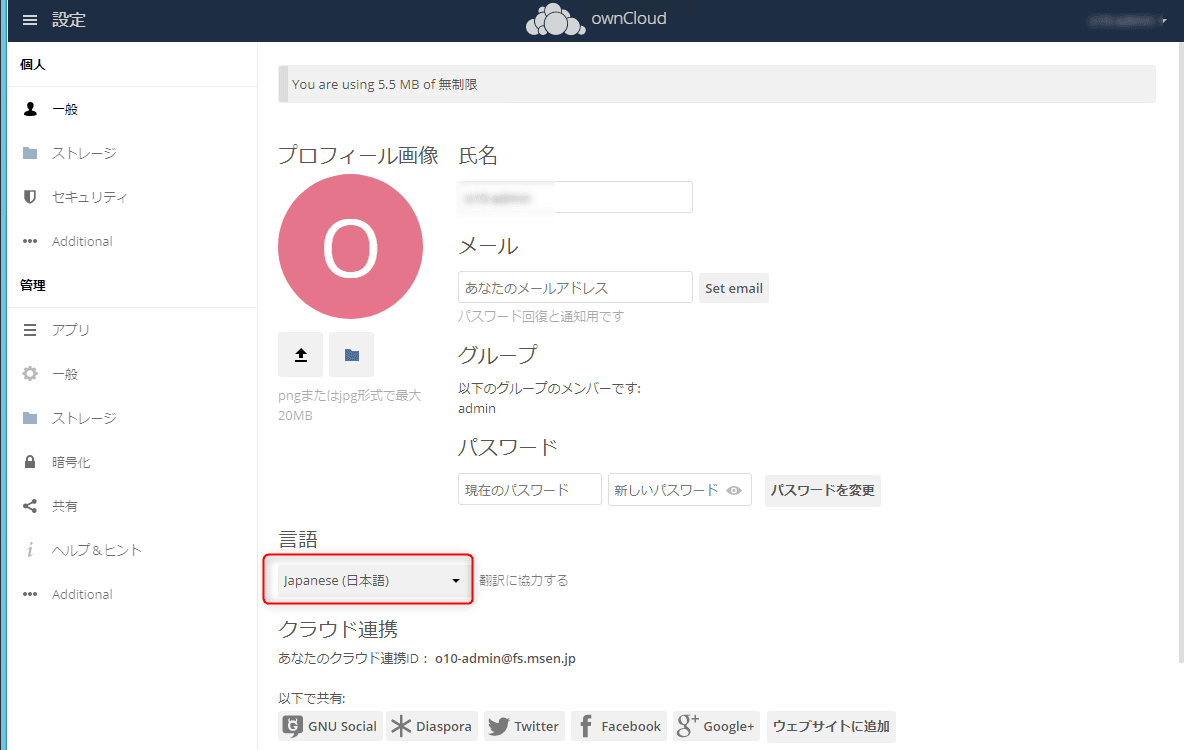 設定
ownCloud
個人
一般
ストレージ
セキュリティ
Additional
管理
アプリ
一般
ストレージ
暗号化
共有
ヘルプ＆ヒント
Additional
You are using 5.5 MB of 無制限
プロフィール画像
O
pngまたはjpg形式で最大
20MB
氏名
メール
あなたのメールアドレス
Set email
パスワード回復と通知用です
グループ
以下のグループのメンバーです:
admin
パスワード
現在のパスワード
新しいパスワード
パスワードを変更
言語
Japanese (日本語)
翻訳に協力する
クラウド連携
あなたのクラウド連携ID： o10-admin@fs.msen.jp
以下で共有:
GNU Social
Diaspora
Twitter
Facebook
Google+
ウェブサイトに追加